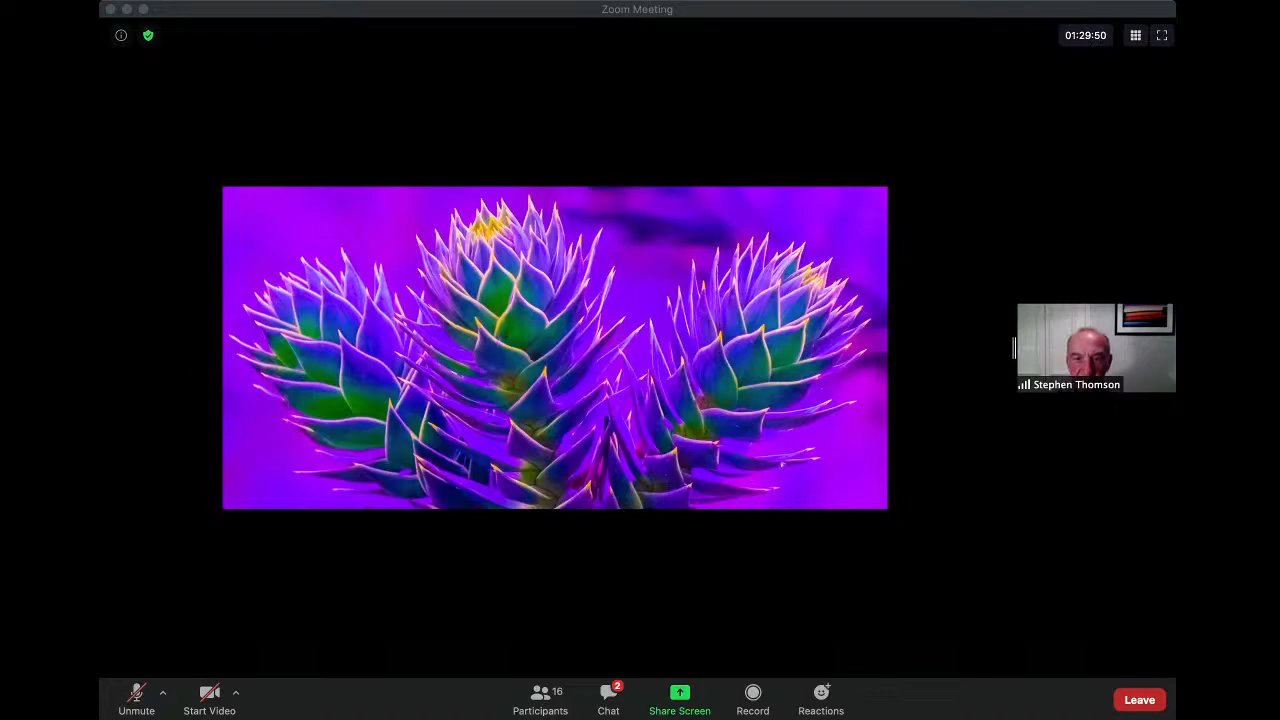 Zoom Meeting
01:29:50
Stephen Thomson
Unmute
Start Video
16
Participants
2
Chat
Share Screen
Record
Reactions
Leave